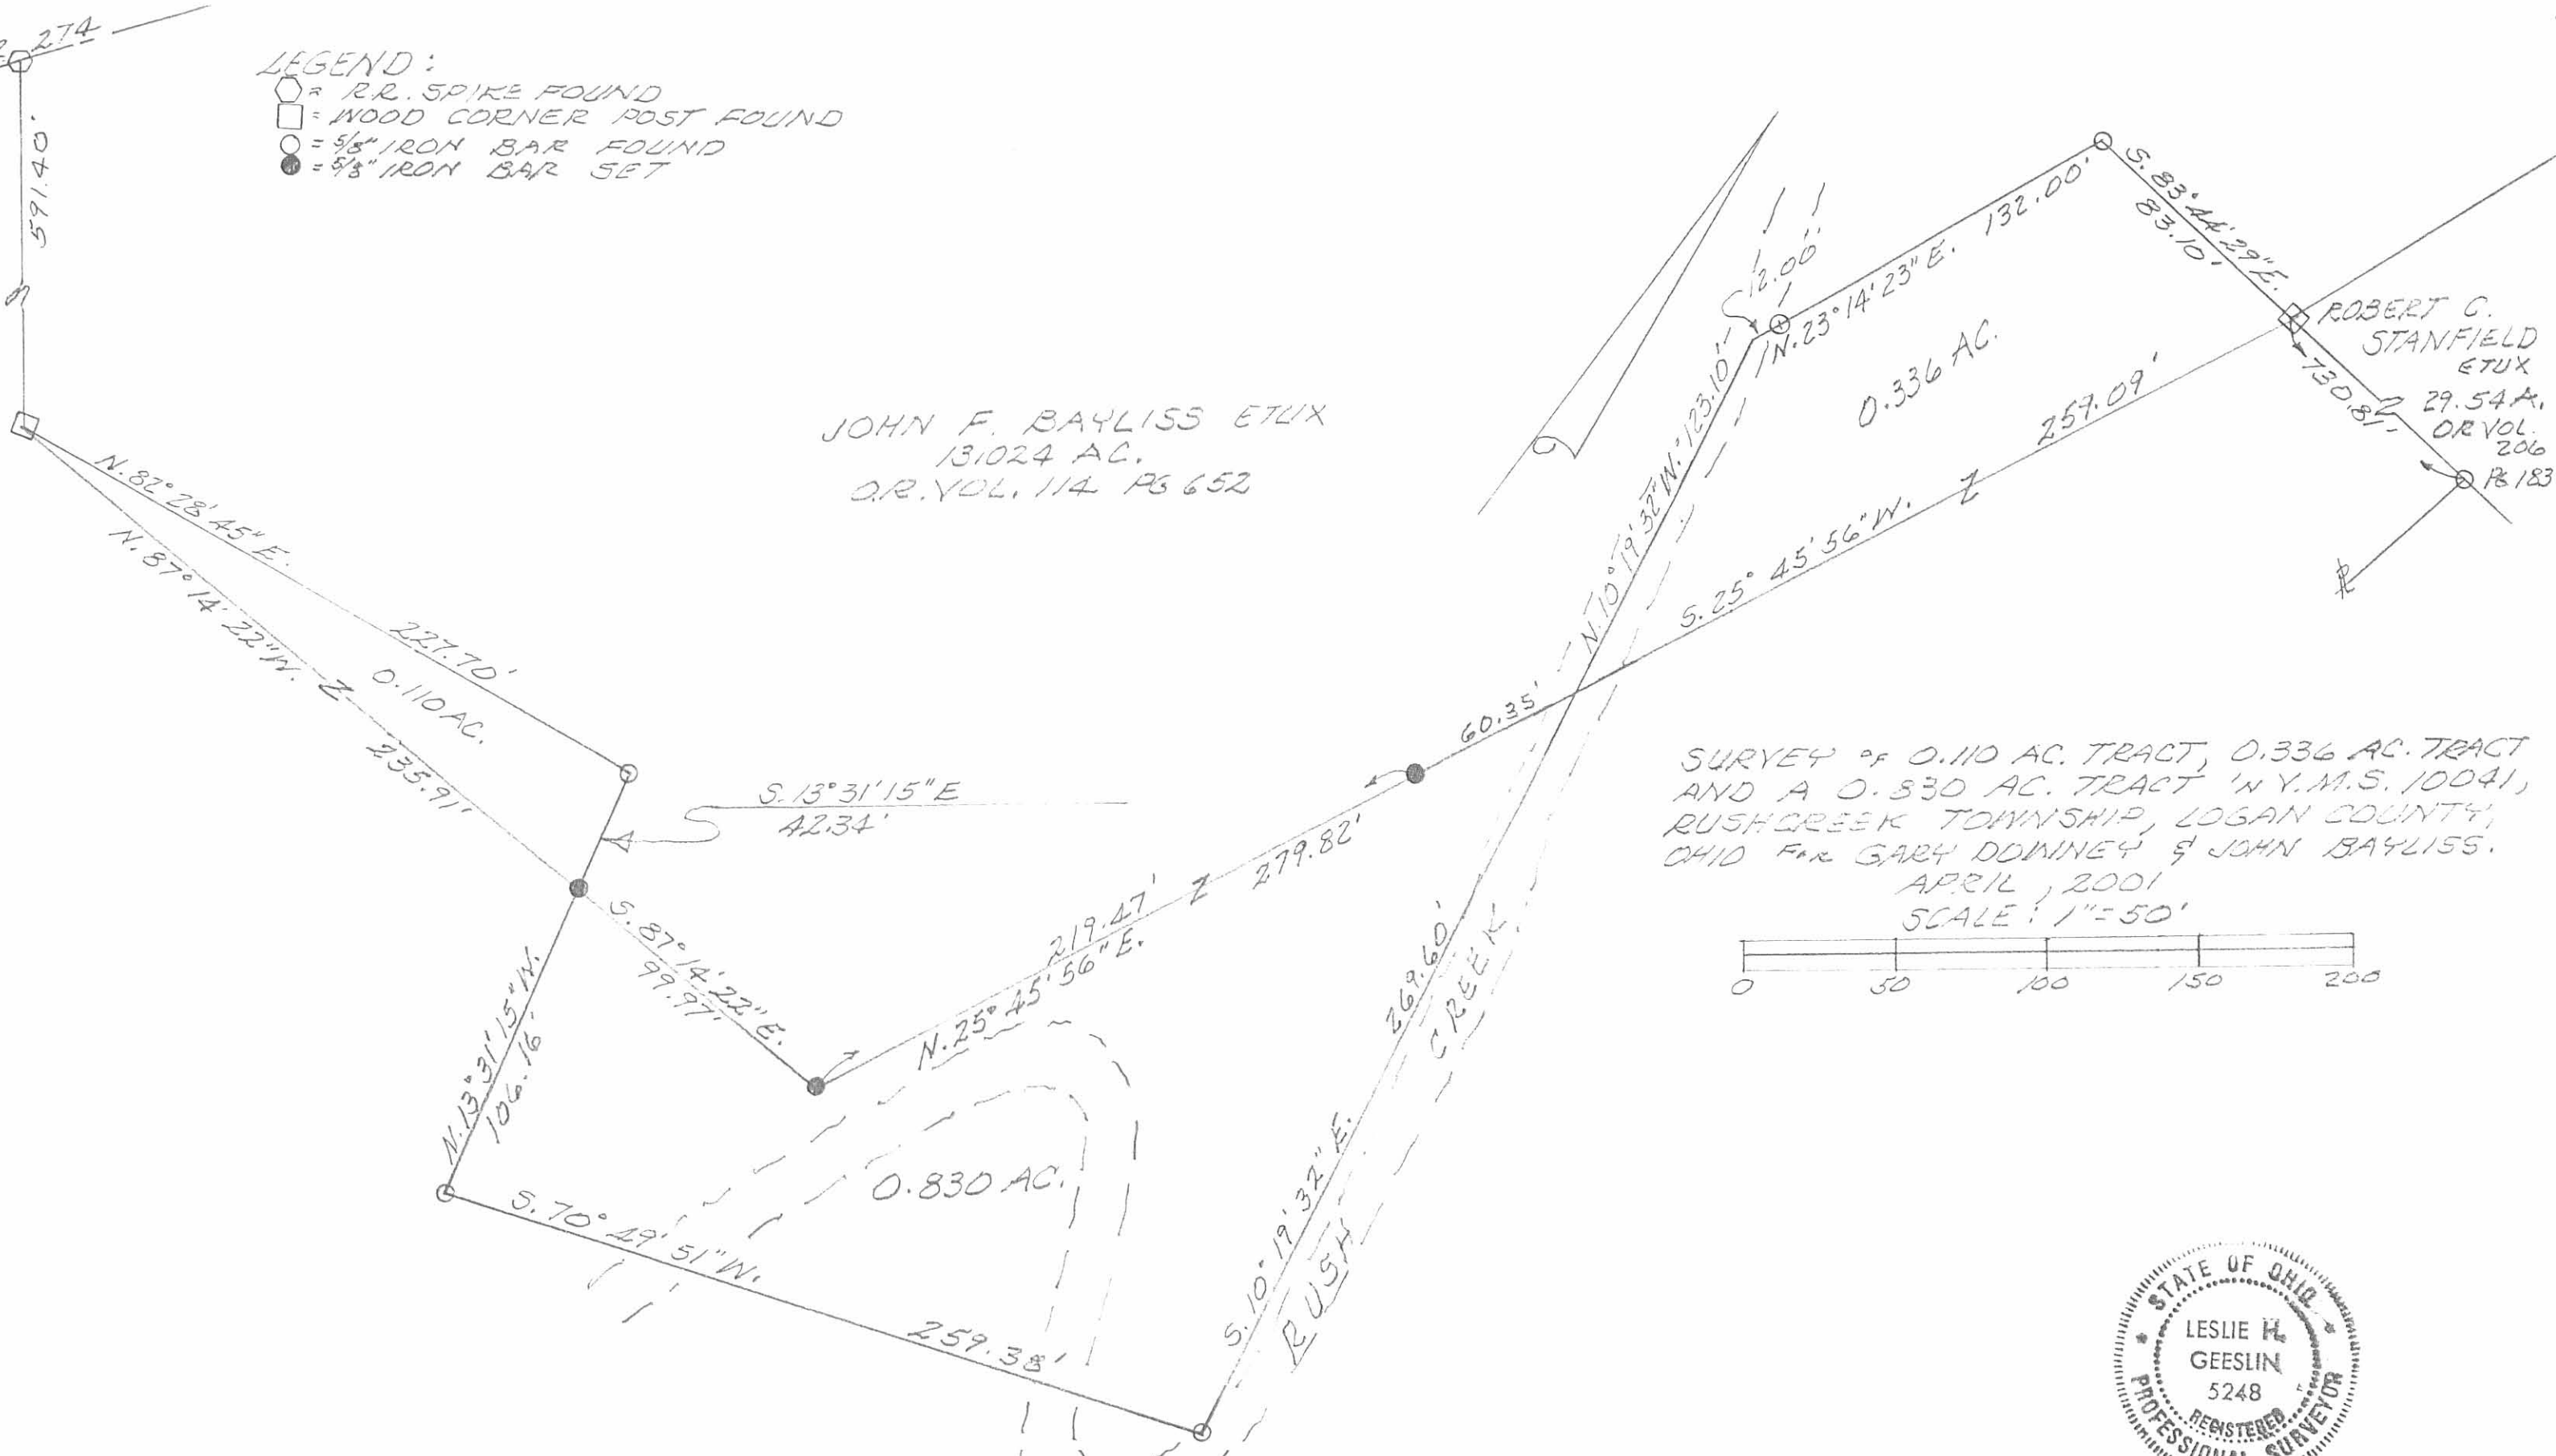 274
591.40'
LEGEND:
= R.R. SPIKE FOUND
= WOOD CORNER POST FOUND
= 5/8" IRON BAR FOUND
= 5/8" IRON BAR SET
JOHN F. BAYLISS ETUX
13.024 AC.
O.R. VOL. 114 PG 652
N. 82° 28' 45" E.
227.70'
N. 87° 14' 22" W.
235.91'
0.110 AC.
S. 13° 31' 15" E
42.34'
N. 13° 31' 15" W.
106.16'
S. 87° 14' 22" E.
99.97'
219.47'
279.82'
N. 25° 45' 56" E.
60.35'
0.830 AC.
S. 70° 49' 51" W.
259.38'
S. 10° 19' 32" E.
269.60'
RUSH CREEK
N. 10° 19' 32" W. 123.10'
12.00'
N. 23° 14' 23" E. 132.00'
0.336 AC.
S. 25° 45' 56" W.
259.09'
S. 83° 44' 29" E.
83.10'
730.82'
ROBERT C.
STANFIELD
ETUX
29.54 A.
OR VOL.
206
PG 183
SURVEY OF 0.110 AC. TRACT, 0.336 AC. TRACT
AND A 0.830 AC. TRACT IN V.M.S. 10041,
RUSHCREEK TOWNSHIP, LOGAN COUNTY,
OHIO FOR GARY DOWNEY & JOHN BAYLISS.
APRIL, 2001
SCALE: 1"=50'
0 50 100 150 200
STATE OF OHIO
LESLIE H.
GEESLIN
5248
REGISTERED
PROFESSIONAL SURVEYOR